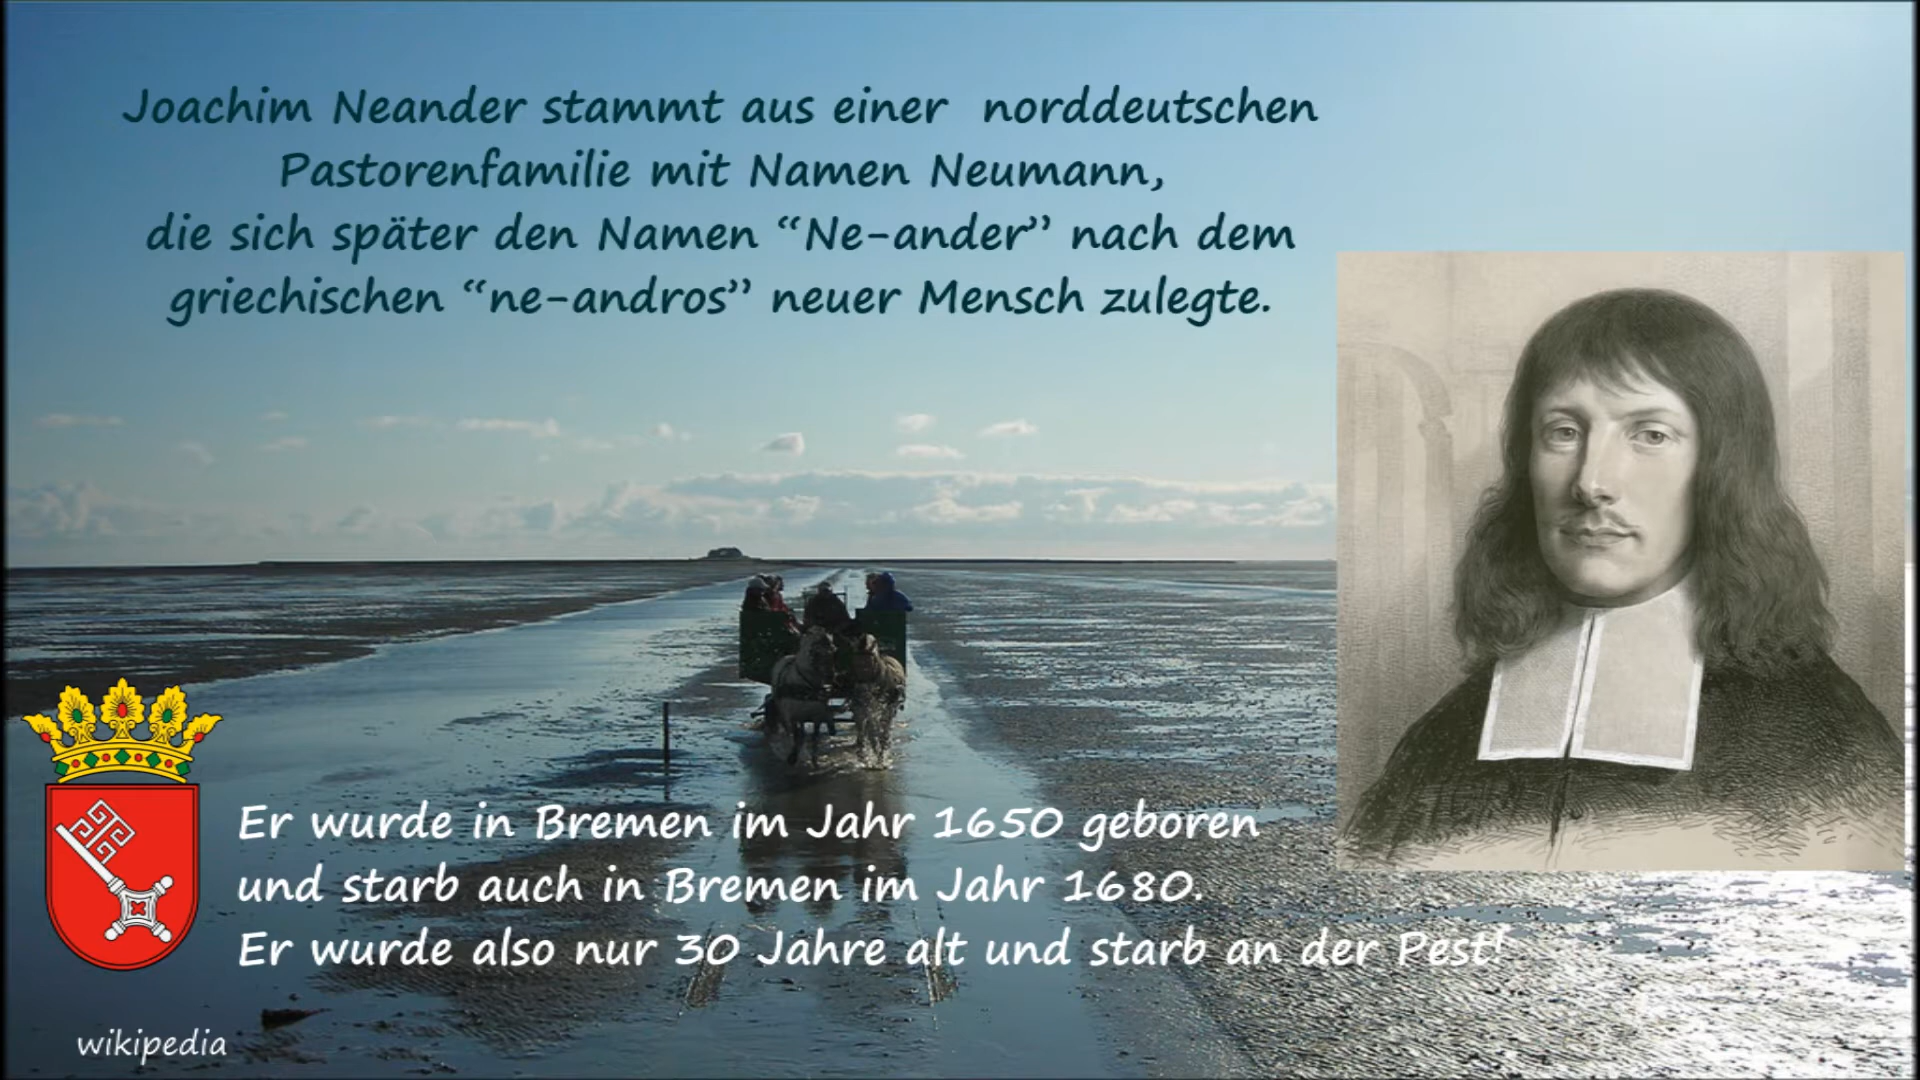 Joachim Neander stammt aus einer norddeutschen
Pastorenfamilie mit Namen Neumann,
die sich später den Namen “Ne-ander” nach dem
griechischen “ne-andros” neuer Mensch zulegte.
Er wurde in Bremen im Jahr 1650 geboren
und starb auch in Bremen im Jahr 1680.
Er wurde also nur 30 Jahre alt und starb an der Pest!
wikipedia